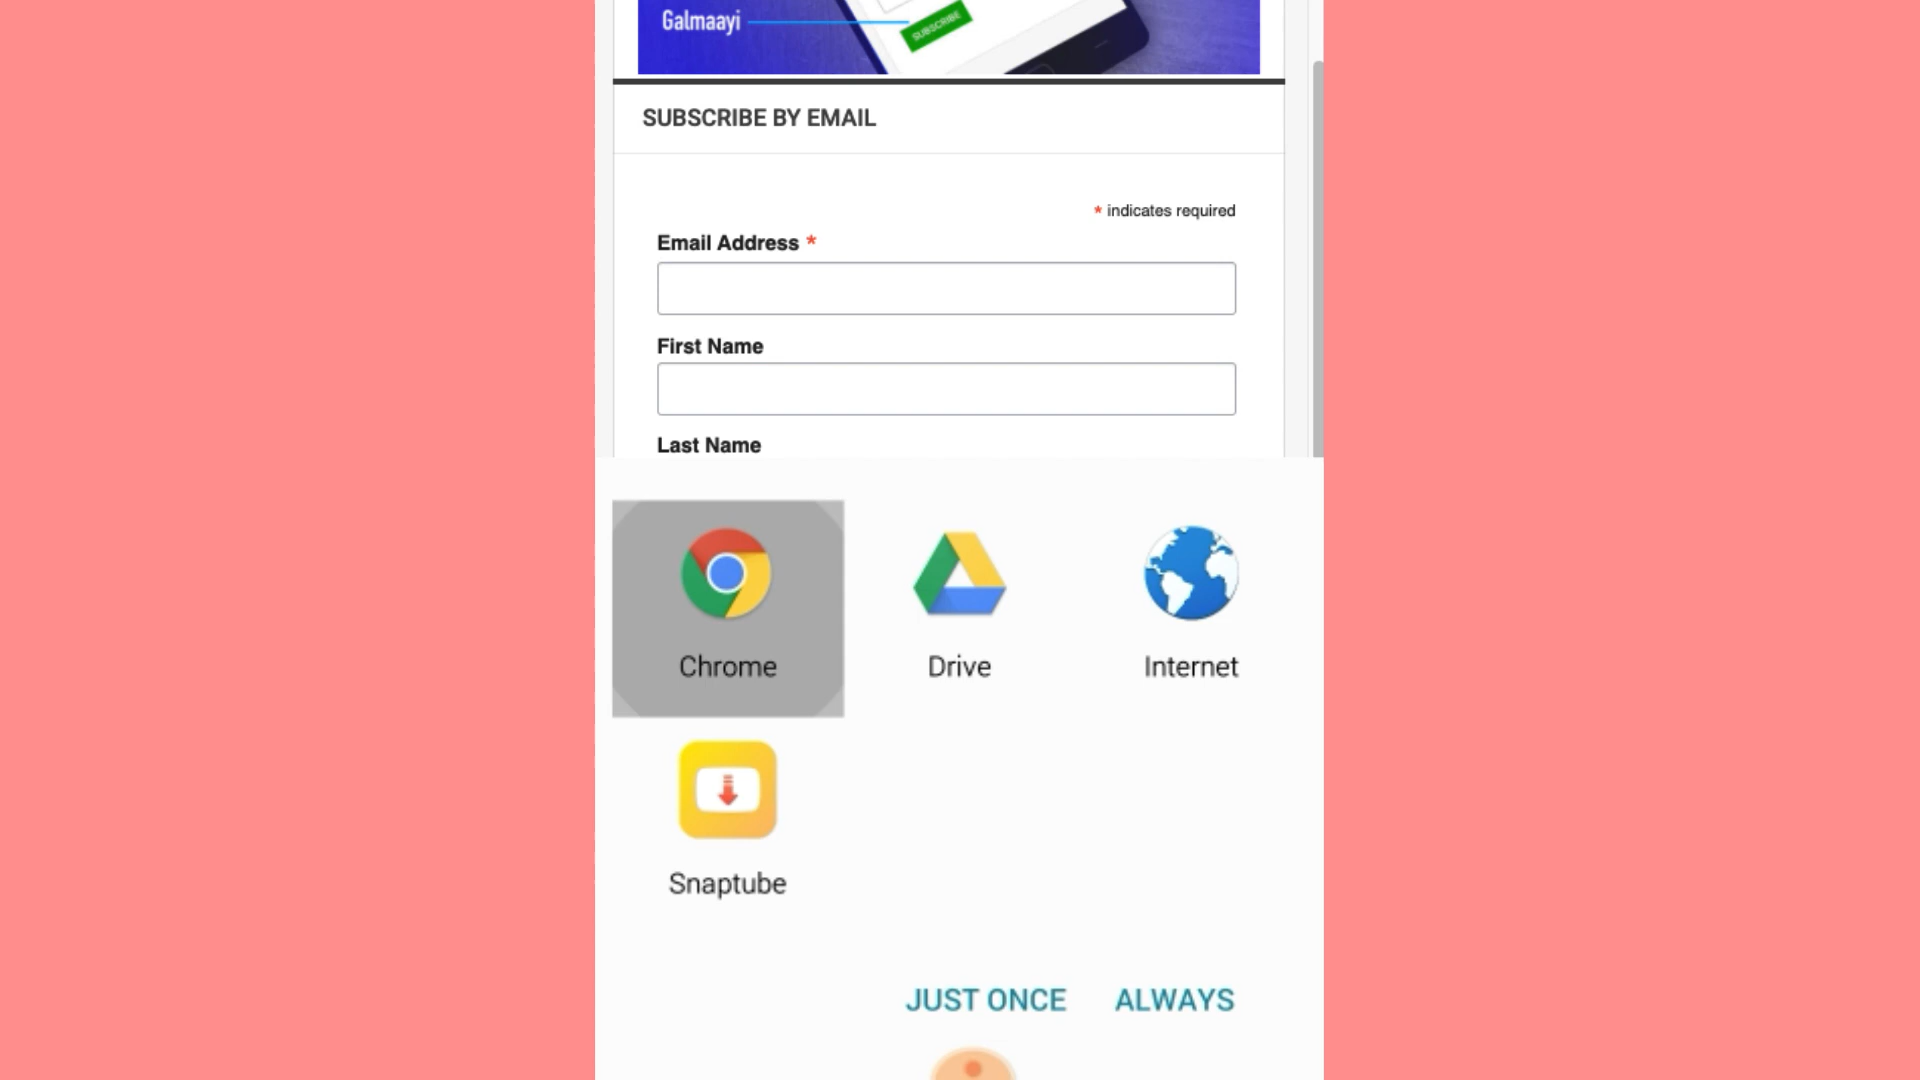 Galmaayi
SUBSCRIBE
SUBSCRIBE BY EMAIL
* indicates required
Email Address *
First Name
Last Name
Chrome
Drive
Internet
Snaptube
JUST ONCE
ALWAYS